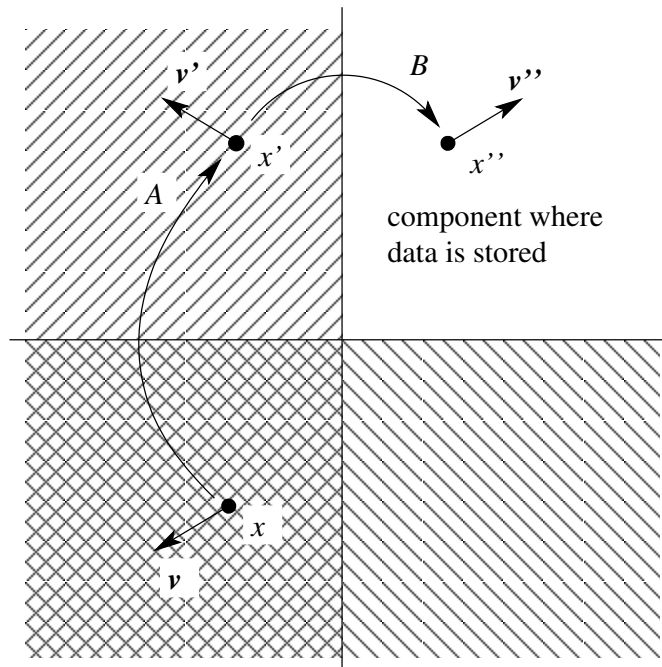 B
v'
v''
x'
x''
A
component where
data is stored
x
v